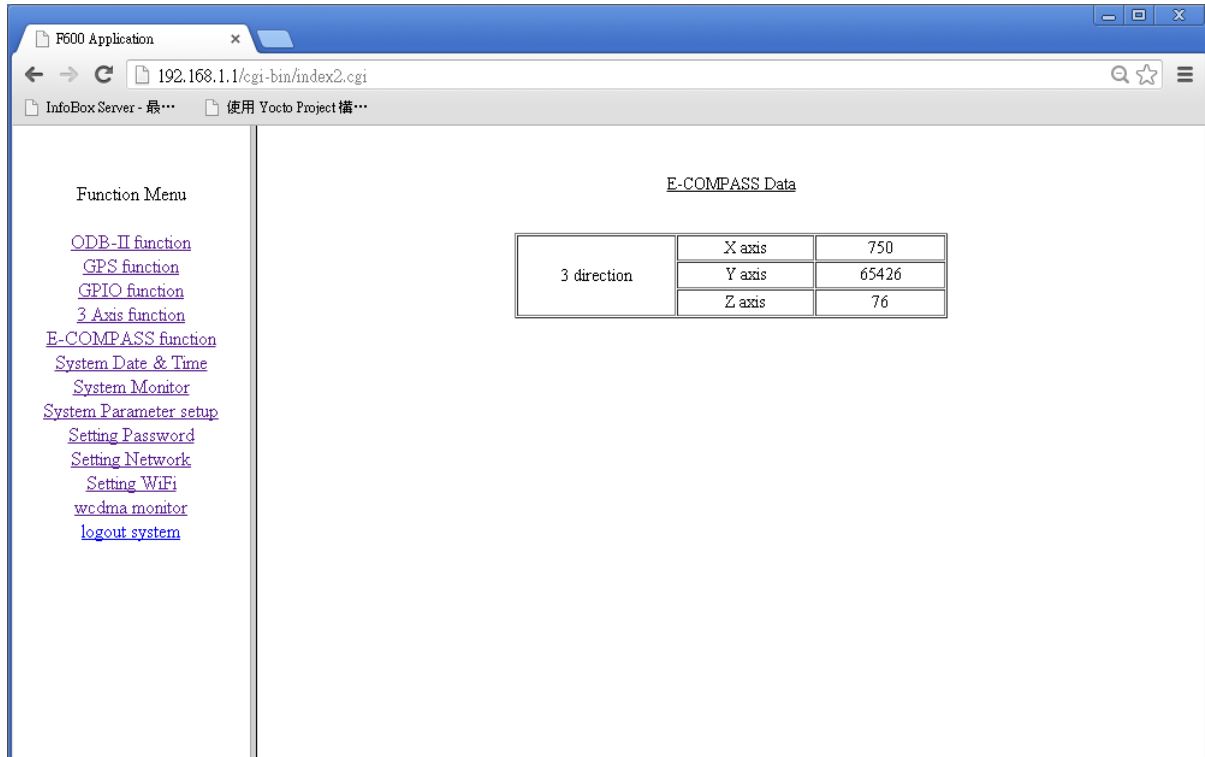 F600 Application
192.168.1.1/cgi-bin/index2.cgi
InfoBox Server - 最… 使用 Yocto Project 構…
Function Menu
ODB-II function
GPS function
GPIO function
3 Axis function
E-COMPASS function
System Date & Time
System Monitor
System Parameter setup
Setting Password
Setting Network
Setting WiFi
wcdma monitor
logout system
E-COMPASS Data
3 direction
X axis 750
Y axis 65426
Z axis 76